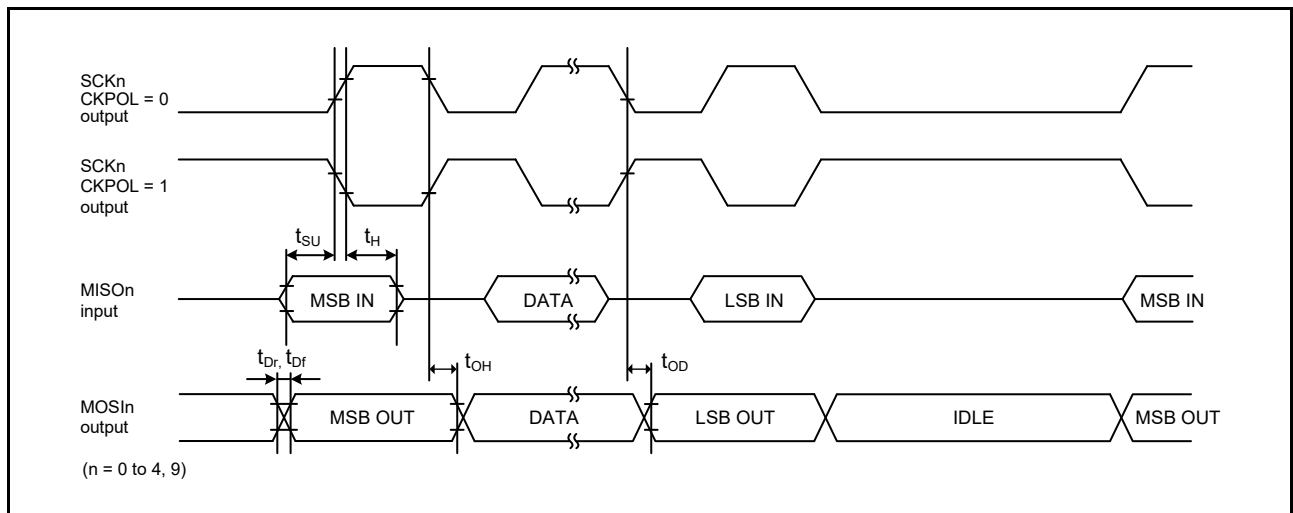 SCKn
CKPOL = 0
output
SCKn
CKPOL = 1
output
tSU
tH
MISOn
input
MSB IN
DATA
LSB IN
MSB IN
tDr, tDf
tOH
tOD
MOSIn
output
MSB OUT
DATA
LSB OUT
IDLE
MSB OUT
(n = 0 to 4, 9)